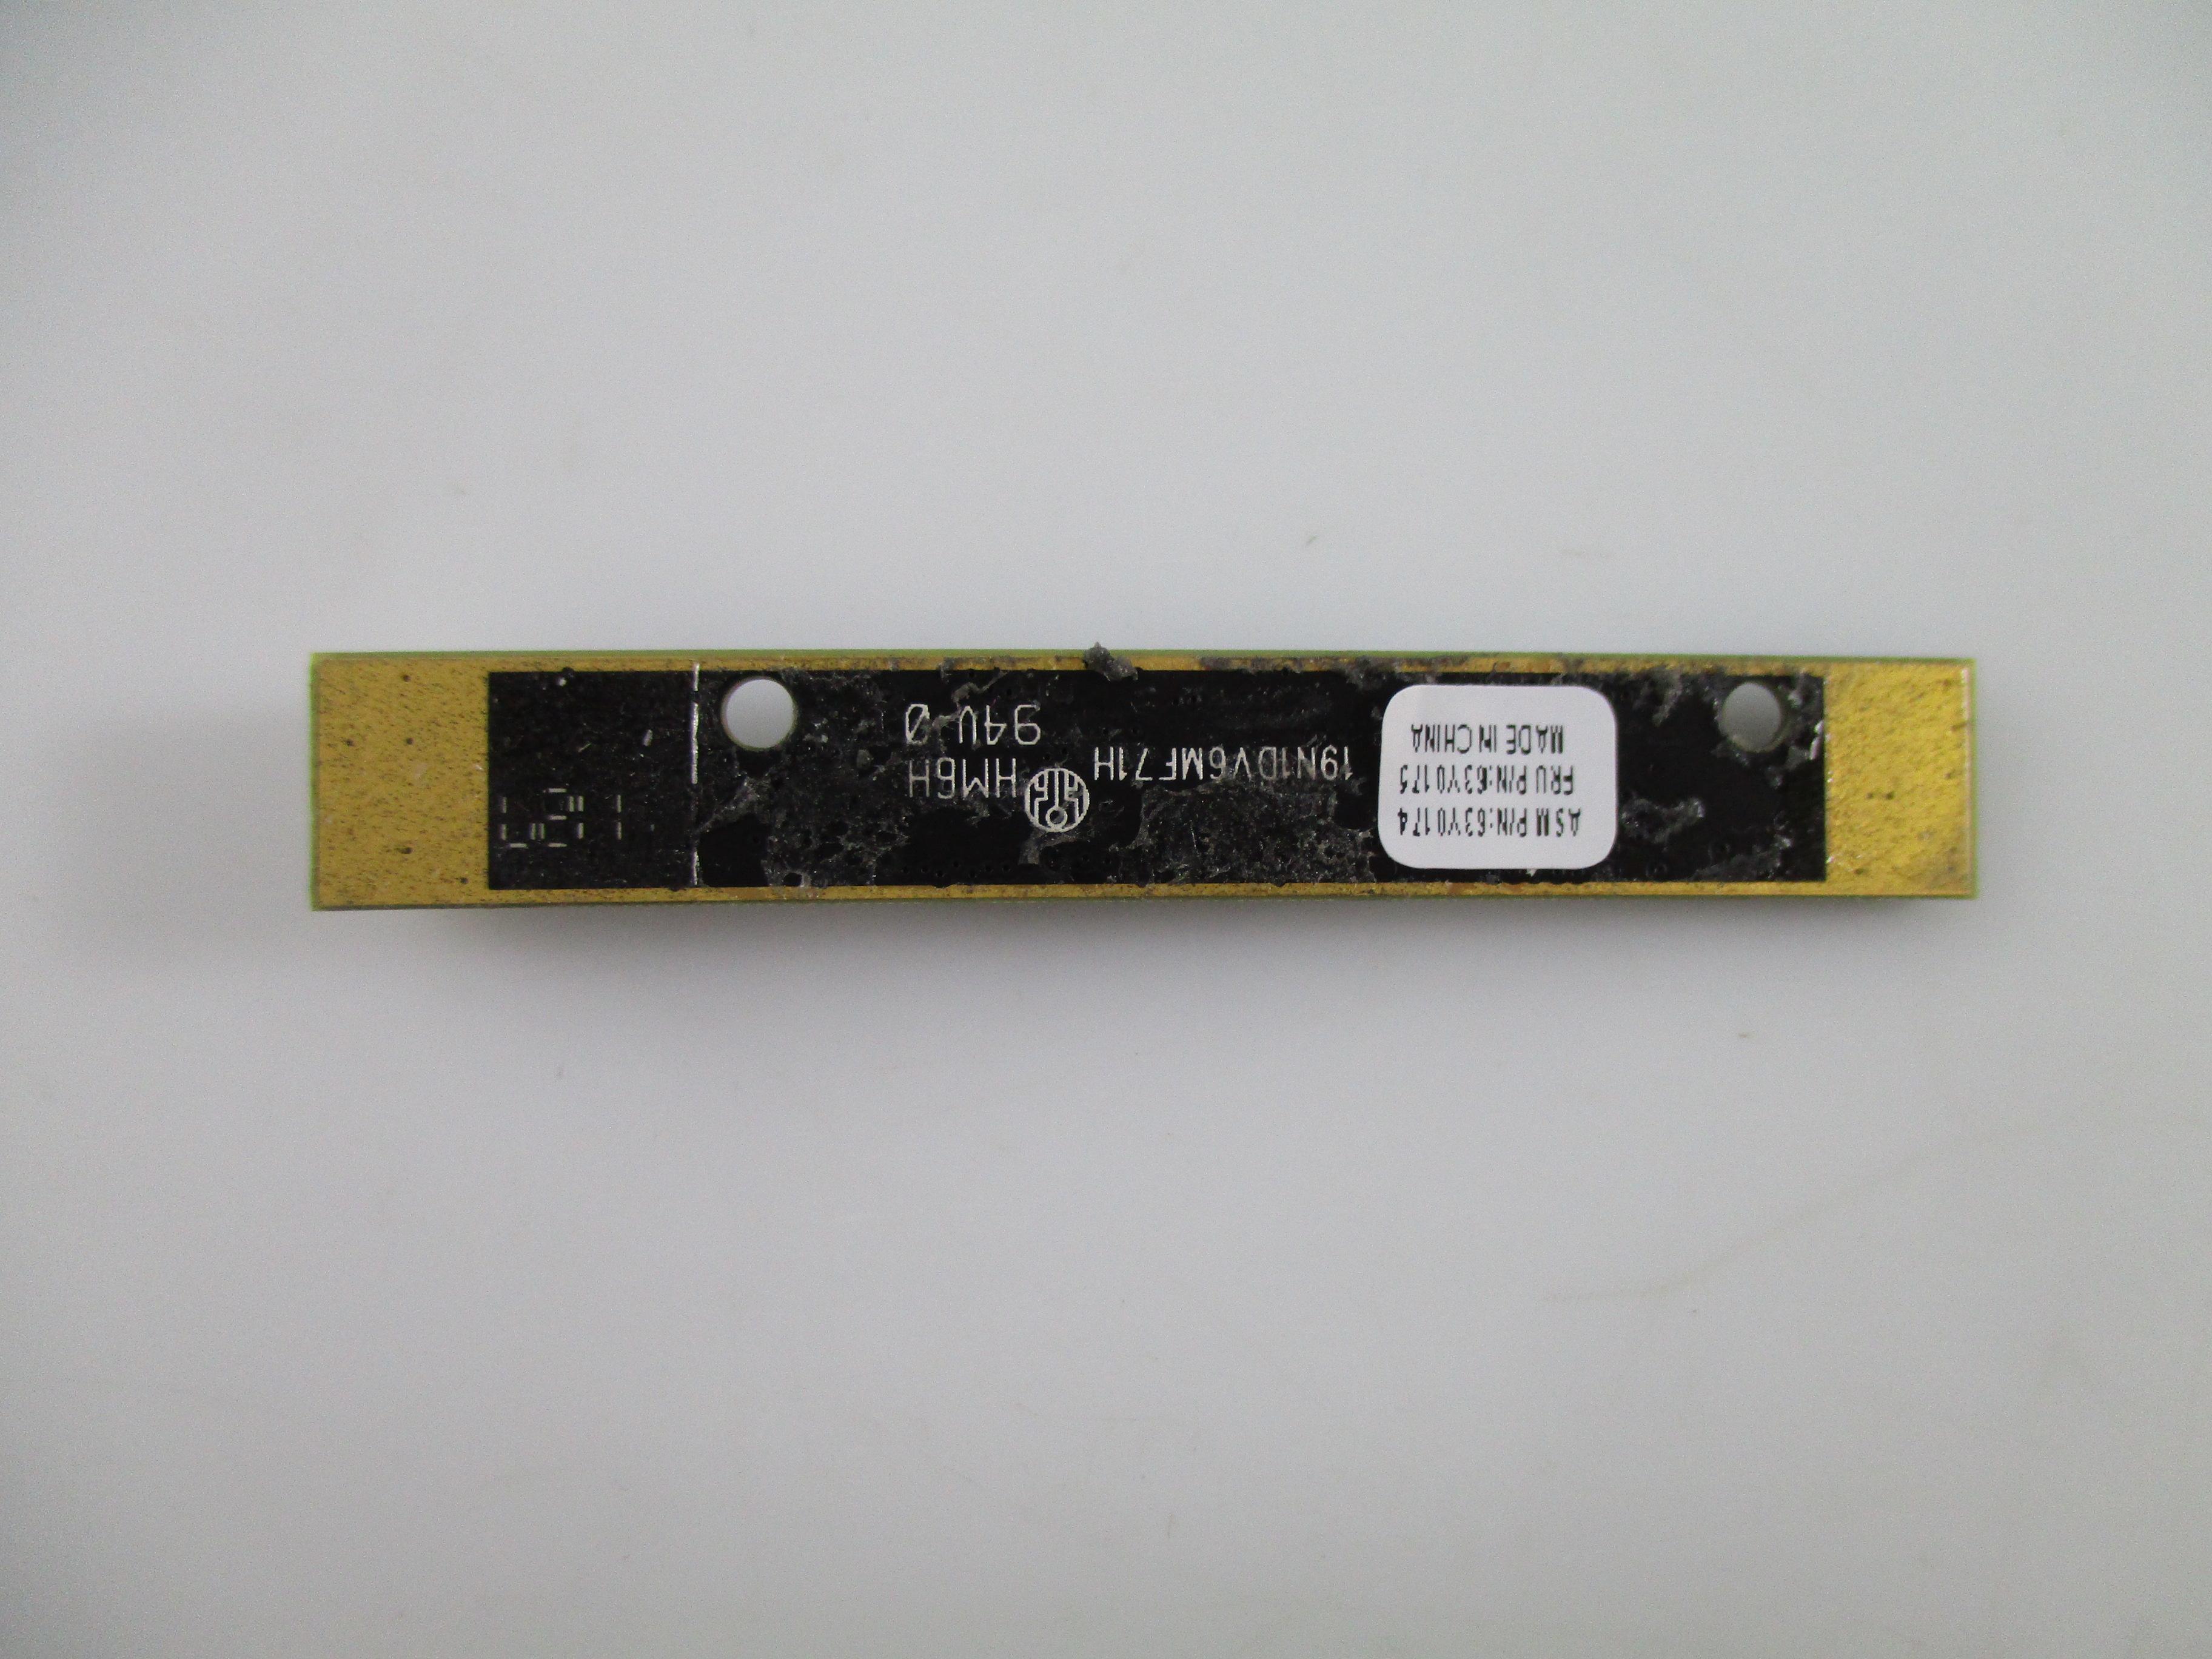 ASM P/N:63Y0174
FRU P/N:63Y0175
MADE IN CHINA
19N1DV6MF71H
HM6H
94V-0